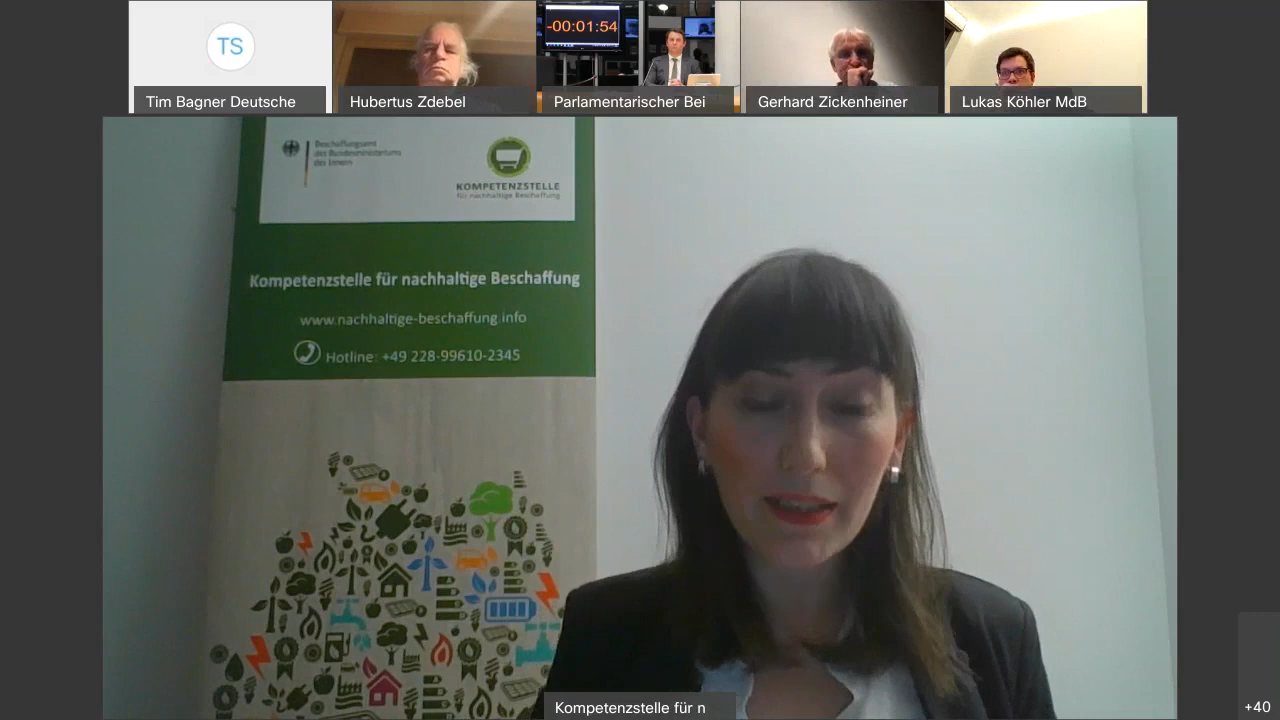 TS
-00:01:54
Tim Bagner Deutsche
Hubertus Zdebel
Parlamentarischer Bei
Gerhard Zickenheiner
Lukas Köhler MdB
Beschaffungsamt
des Bundesministeriums
des Innern
KOMPETENZSTELLE
für nachhaltige Beschaffung
Kompetenzstelle für nachhaltige Beschaffung
www.nachhaltige-beschaffung.info
Hotline: +49 228-99610-2345
Kompetenzstelle für n
+40